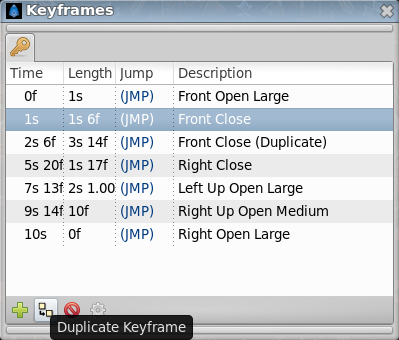 Keyframes
Time Length Jump Description
0f 1s (JMP) Front Open Large
1s 1s 6f (JMP) Front Close
2s 6f 3s 14f (JMP) Front Close (Duplicate)
5s 20f 1s 17f (JMP) Right Close
7s 13f 2s 1.00 (JMP) Left Up Open Large
9s 14f 10f (JMP) Right Up Open Medium
10s 0f (JMP) Right Open Large
Duplicate Keyframe